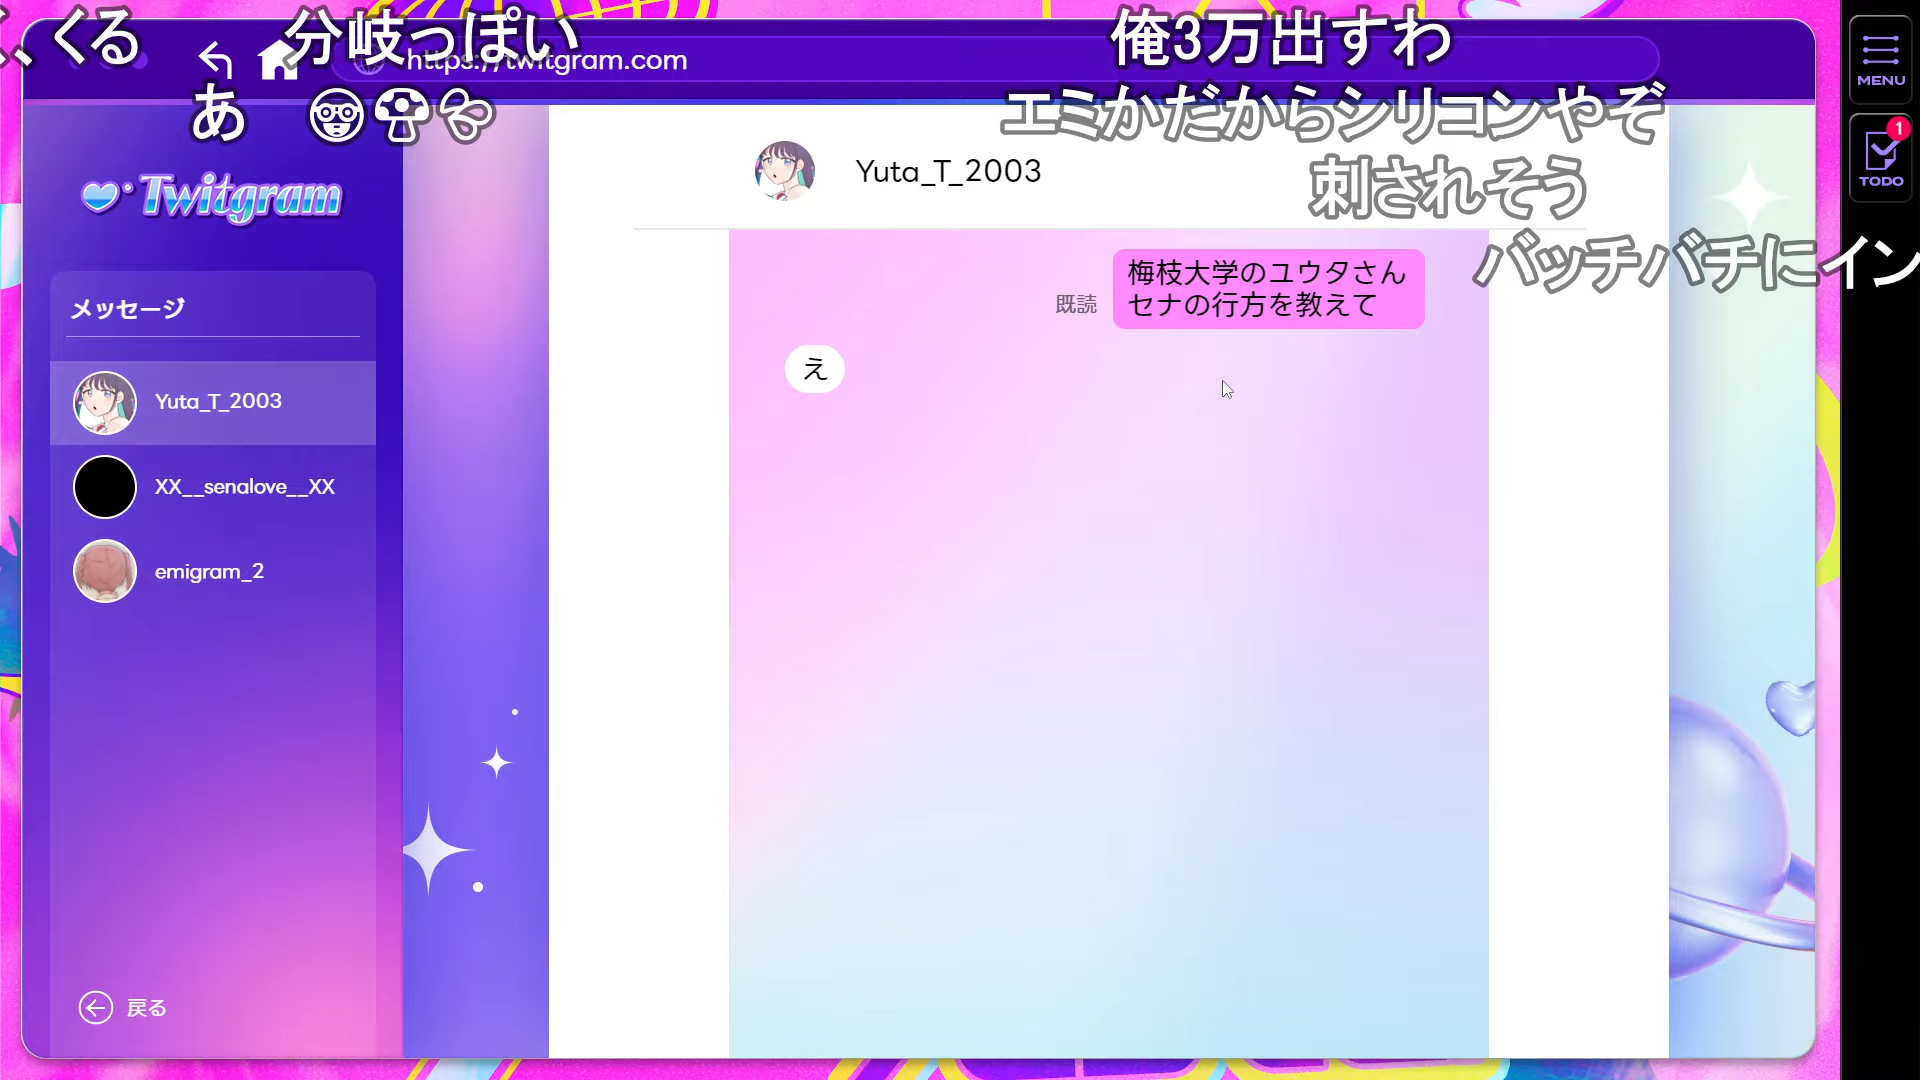 くる
分岐っぽい
俺3万出すわ
https://twitgram.com
MENU
あ
エミかだからシリコンやぞ
1
TODO
Twitgram
Yuta_T_2003
刺されそう
バッチバチにイン
メッセージ
梅枝大学のユウタさん
セナの行方を教えて
既読
え
Yuta_T_2003
XX__senalove__XX
emigram_2
戻る